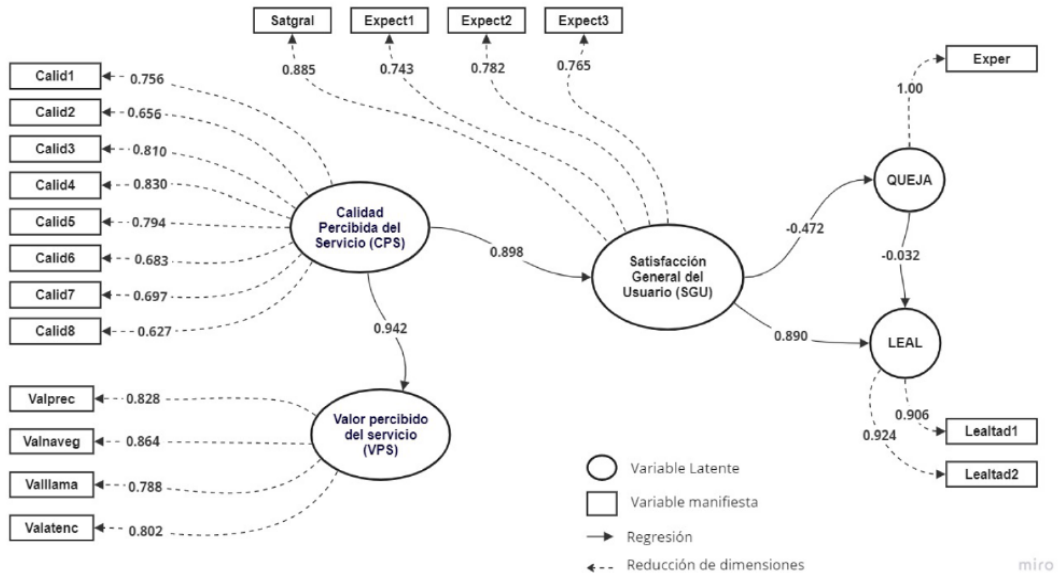 Satgral
Expect1
Expect2
Expect3
0.885
0.743
0.782
0.765
Exper
1.00
Calid1
0.756
Calid2
0.656
Calid3
0.810
Calid4
0.830
Calid5
0.794
Calid6
0.683
Calid7
0.697
Calid8
0.627
Calidad
Percibida del
Servicio (CPS)
0.898
0.942
Satisfacción
General del
Usuario (SGU)
-0.472
QUEJA
-0.032
0.890
LEAL
0.906
0.924
Lealtad1
Lealtad2
Valprec
0.828
Valnaveg
0.864
Valllama
0.788
Valatenc
0.802
Valor percibido
del servicio
(VPS)
Variable Latente
Variable manifiesta
Regresión
Reducción de dimensiones
miro